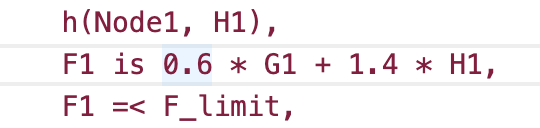 h(Node1, H1),
F1 is 0.6 * G1 + 1.4 * H1,
F1 =< F_limit,